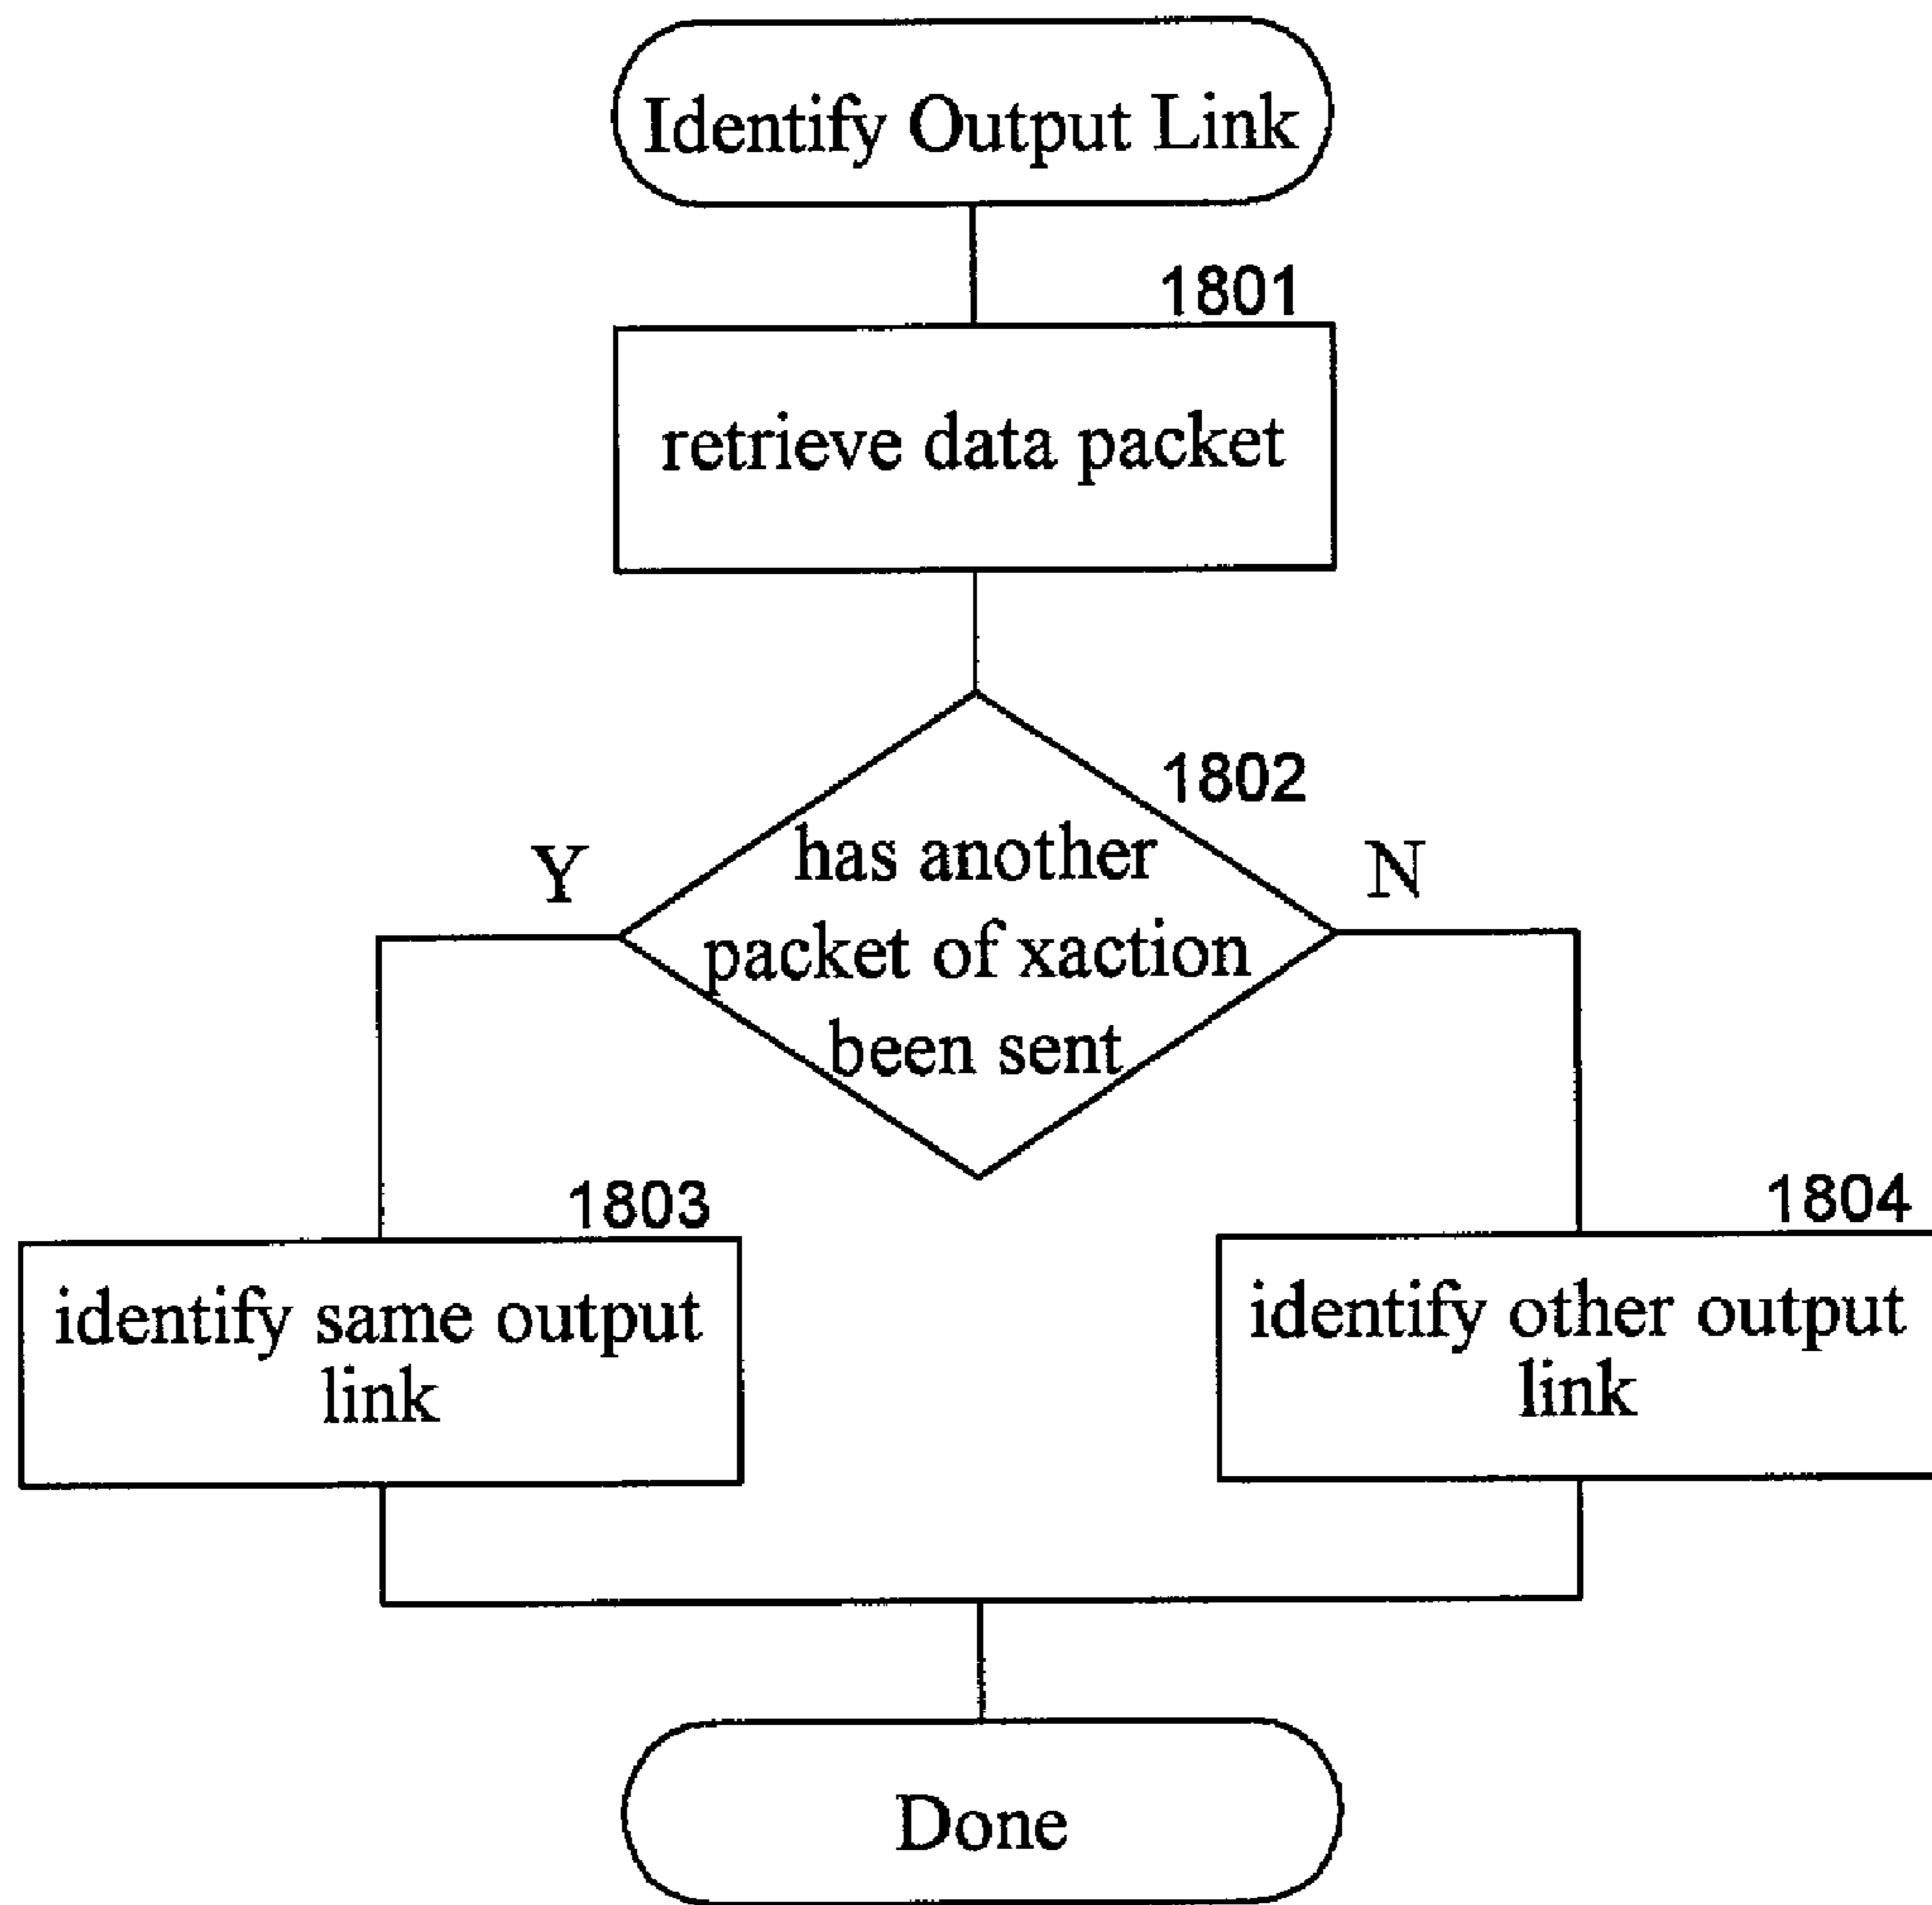 Identify Output Link
1801
retrieve data packet
1802
Y
has another
N
packet of xaction
been sent
1803
identify same output
link
1804
identify other output
link
Done